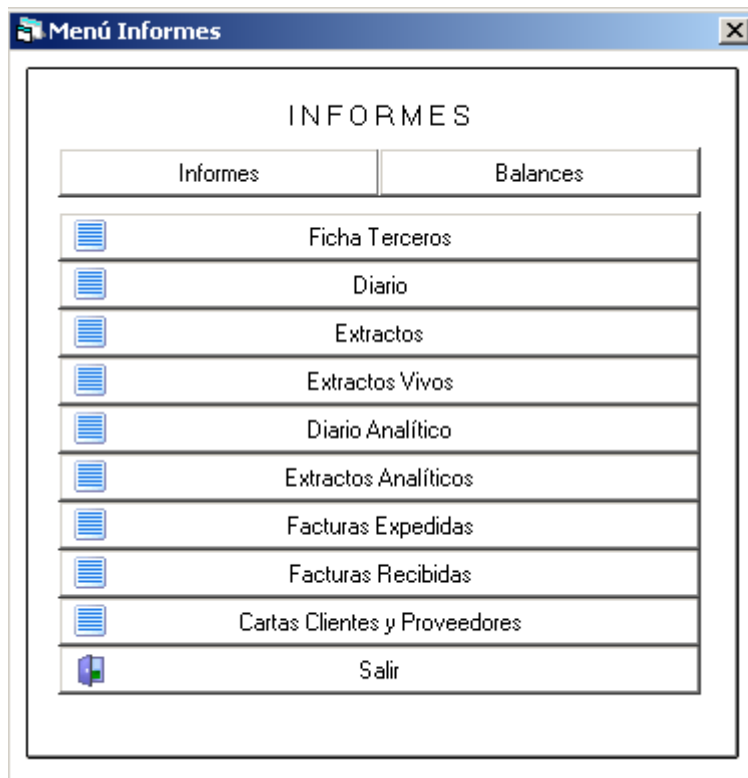 Menú Informes
INFORMES
Informes Balances
Ficha Terceros
Diario
Extractos
Extractos Vivos
Diario Analítico
Extractos Analíticos
Facturas Expedidas
Facturas Recibidas
Cartas Clientes y Proveedores
Salir